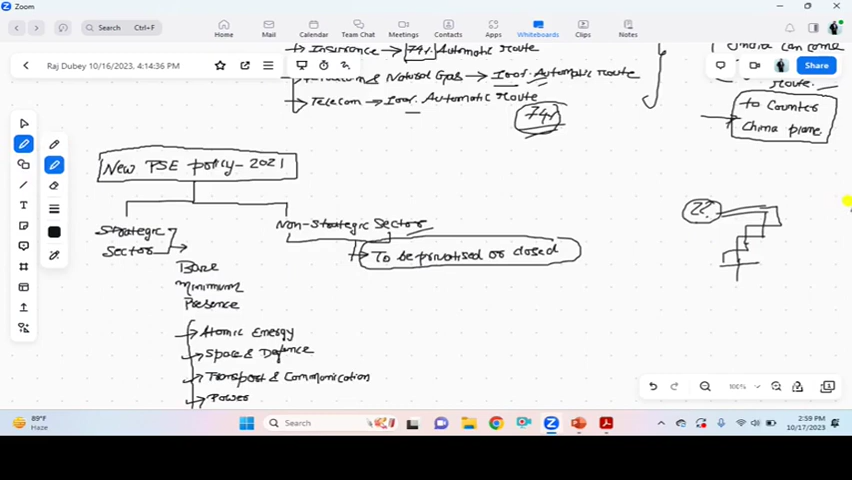 Zoom
Search Ctrl+F
Home
Calendar
Team Chat
Meetings
Contacts
Apps
Whiteboards
Clips
Notes
Raj Dubey 10/16/2023, 4:14:36 PM
Share
Insurance → 74% Automatic Route
& Natural Gas → 100% Automatic Route
Telecom → 100% Automatic Route
74%
can come
Route.
to Counter
China plane
New PSE policy-2021
Strategic
Sector
Non-Strategic Sector
To be privatised or closed
22.
Bare
Minimum
Presence
→ Atomic Energy
→ Space & Defence
→ Transport & Communication
→ Power
100%
1
89°F
Haze
Search
2:59 PM
10/17/2023